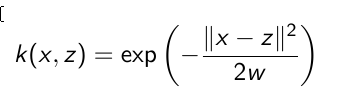 k(x, z) = exp(−‖x − z‖² / 2w)